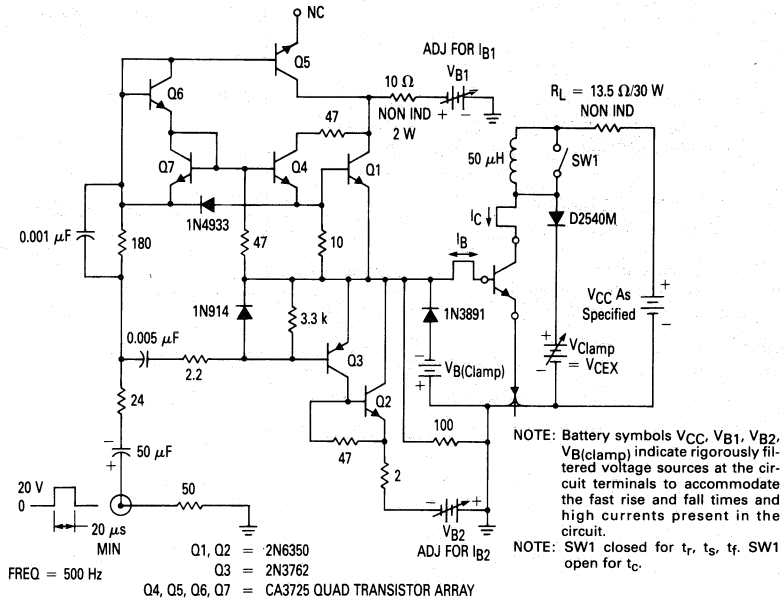 NC
Q5
ADJ FOR IB1
VB1
Q6
10 Ω
NON IND
2 W
+ −
RL = 13.5 Ω/30 W
NON IND
47
Q7
Q4
Q1
50 μH
SW1
IC
D2540M
1N4933
0.001 μF
180
47
10
IB
1N914
3.3 k
1N3891
VCC As
Specified
+
−
0.005 μF
2.2
Q3
−
+
VB(Clamp)
+
−
VClamp
= VCEX
Q2
24
47
100
−
+
50 μF
2
− +
VB2
ADJ FOR IB2
20 V
0
20 μs
MIN
50
FREQ = 500 Hz
Q1, Q2 = 2N6350
Q3 = 2N3762
Q4, Q5, Q6, Q7 = CA3725 QUAD TRANSISTOR ARRAY
NOTE: Battery symbols VCC, VB1, VB2,
VB(clamp) indicate rigorously fil-
tered voltage sources at the cir-
cuit terminals to accommodate
the fast rise and fall times and
high currents present in the
circuit.
NOTE: SW1 closed for tr, ts, tf. SW1
open for tc.